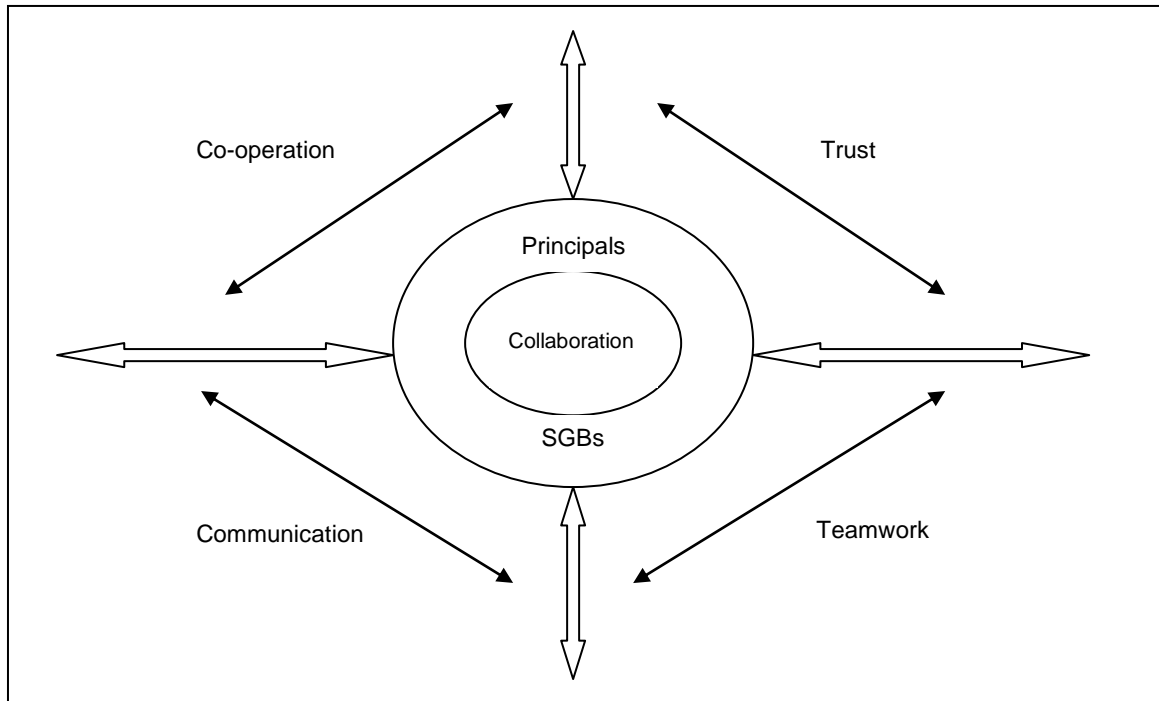 Co-operation
Trust
Principals
Collaboration
SGBs
Communication
Teamwork